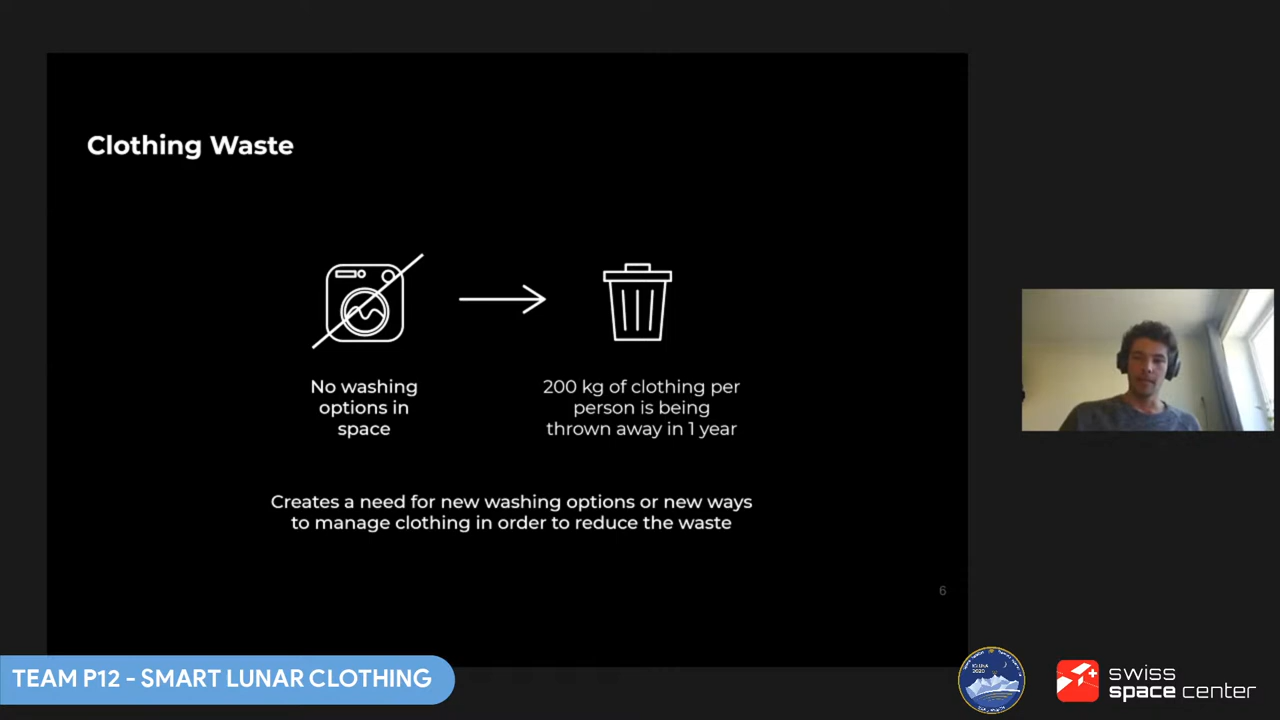 Clothing Waste
No washing
options in
space
200 kg of clothing per
person is being
thrown away in 1 year
Creates a need for new washing options or new ways
to manage clothing in order to reduce the waste
6
TEAM P12 - SMART LUNAR CLOTHING
swiss
space center